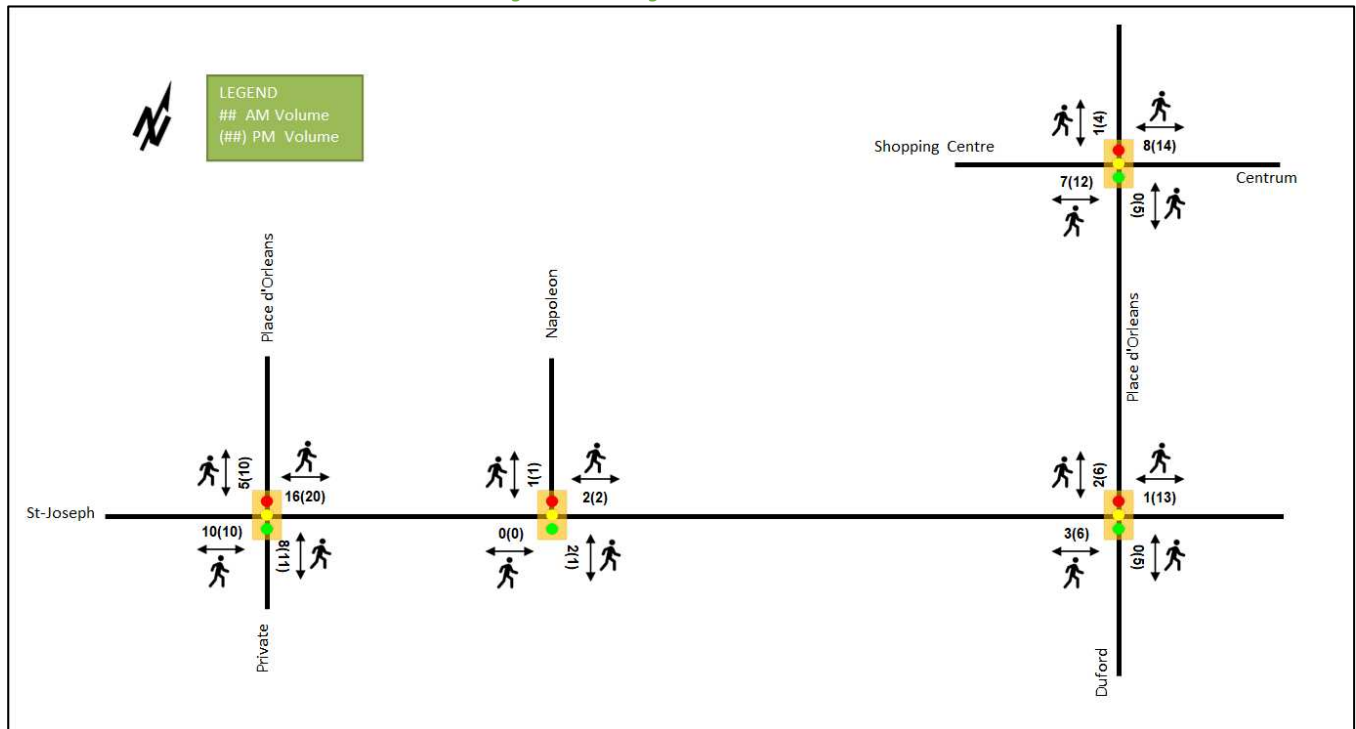 LEGEND
## AM Volume
(##) PM Volume
1(4)
8(14)
Shopping Centre
Centrum
7(12)
0(5)
Place d'Orleans
Napoleon
Place d'Orleans
5(10)
16(20)
1(1)
2(2)
2(6)
1(13)
St-Joseph
10(10)
8(11)
0(0)
2(1)
3(6)
0(5)
Private
Duford